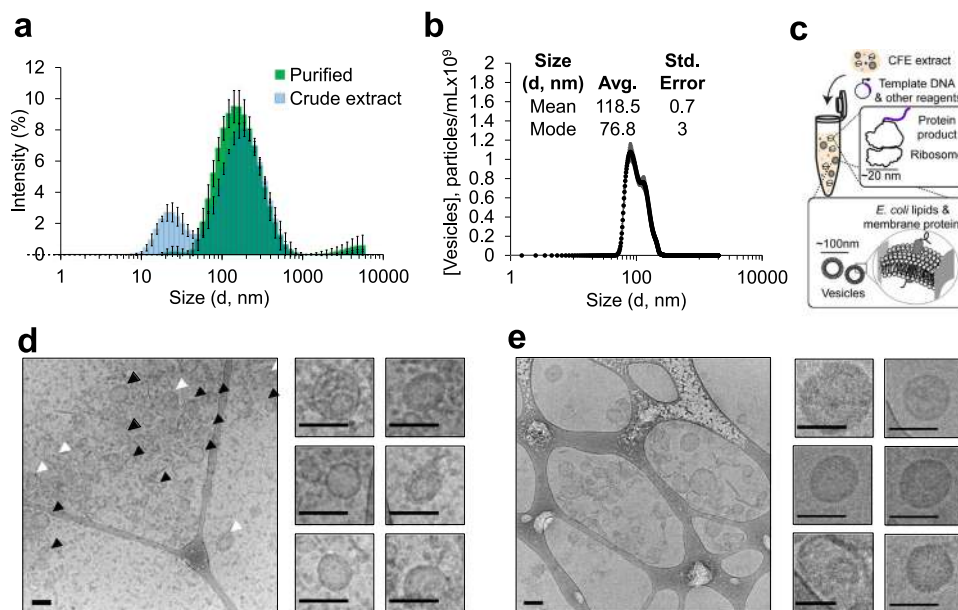 a
Intensity (%)
12
10
8
6
4
2
0
Purified
Crude extract
1
10
100
1000
10000
Size (d, nm)
b
[Vesicles], particles/mLx10⁹
2
1.8
1.6
1.4
1.2
1
0.8
0.6
0.4
0.2
0
Size (d, nm) Avg. Std. Error
Mean 118.5 0.7
Mode 76.8 3
1
100
10000
Size (d, nm)
c
CFE extract
Template DNA
& other reagents
Protein
product
Ribosome
~20 nm
E. coli lipids &
membrane protein
~100nm
Vesicles
d
e